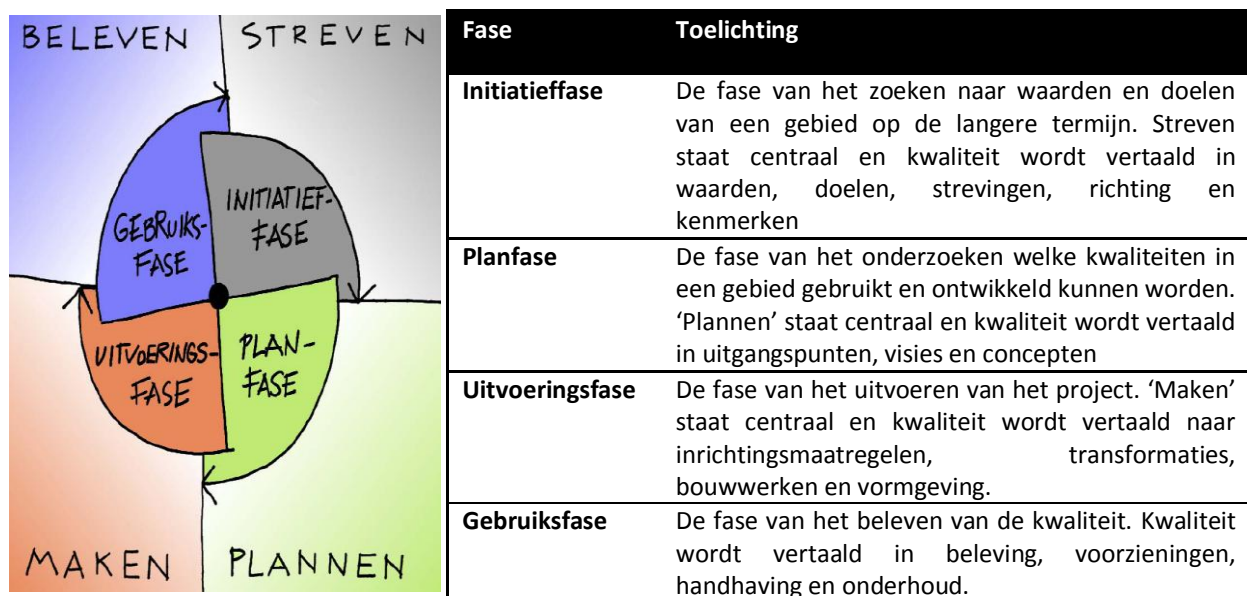 BELEVEN
STREVEN
GEBRUIKS-
FASE
INITIATIEF-
FASE
UITVOERINGS-
FASE
PLAN-
FASE
MAKEN
PLANNEN
Fase Toelichting
Initiatieffase De fase van het zoeken naar waarden en doelen
van een gebied op de langere termijn. Streven
staat centraal en kwaliteit wordt vertaald in
waarden, doelen, strevingen, richting en
kenmerken
Planfase De fase van het onderzoeken welke kwaliteiten in
een gebied gebruikt en ontwikkeld kunnen worden.
‘Plannen’ staat centraal en kwaliteit wordt vertaald
in uitgangspunten, visies en concepten
Uitvoeringsfase De fase van het uitvoeren van het project. ‘Maken’
staat centraal en kwaliteit wordt vertaald naar
inrichtingsmaatregelen, transformaties,
bouwwerken en vormgeving.
Gebruiksfase De fase van het beleven van de kwaliteit. Kwaliteit
wordt vertaald in beleving, voorzieningen,
handhaving en onderhoud.